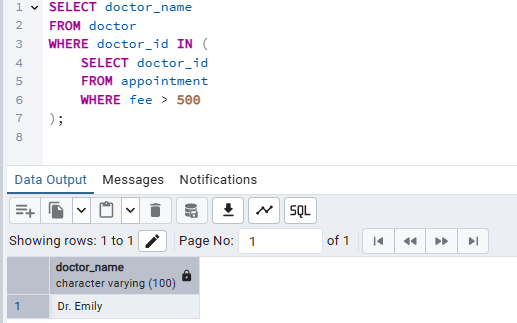 1 SELECT doctor_name
2 FROM doctor
3 WHERE doctor_id IN (
4 SELECT doctor_id
5 FROM appointment
6 WHERE fee > 500
7 );
8
Data Output Messages Notifications
SQL
Showing rows: 1 to 1 Page No: 1 of 1
doctor_name
character varying (100)
1 Dr. Emily